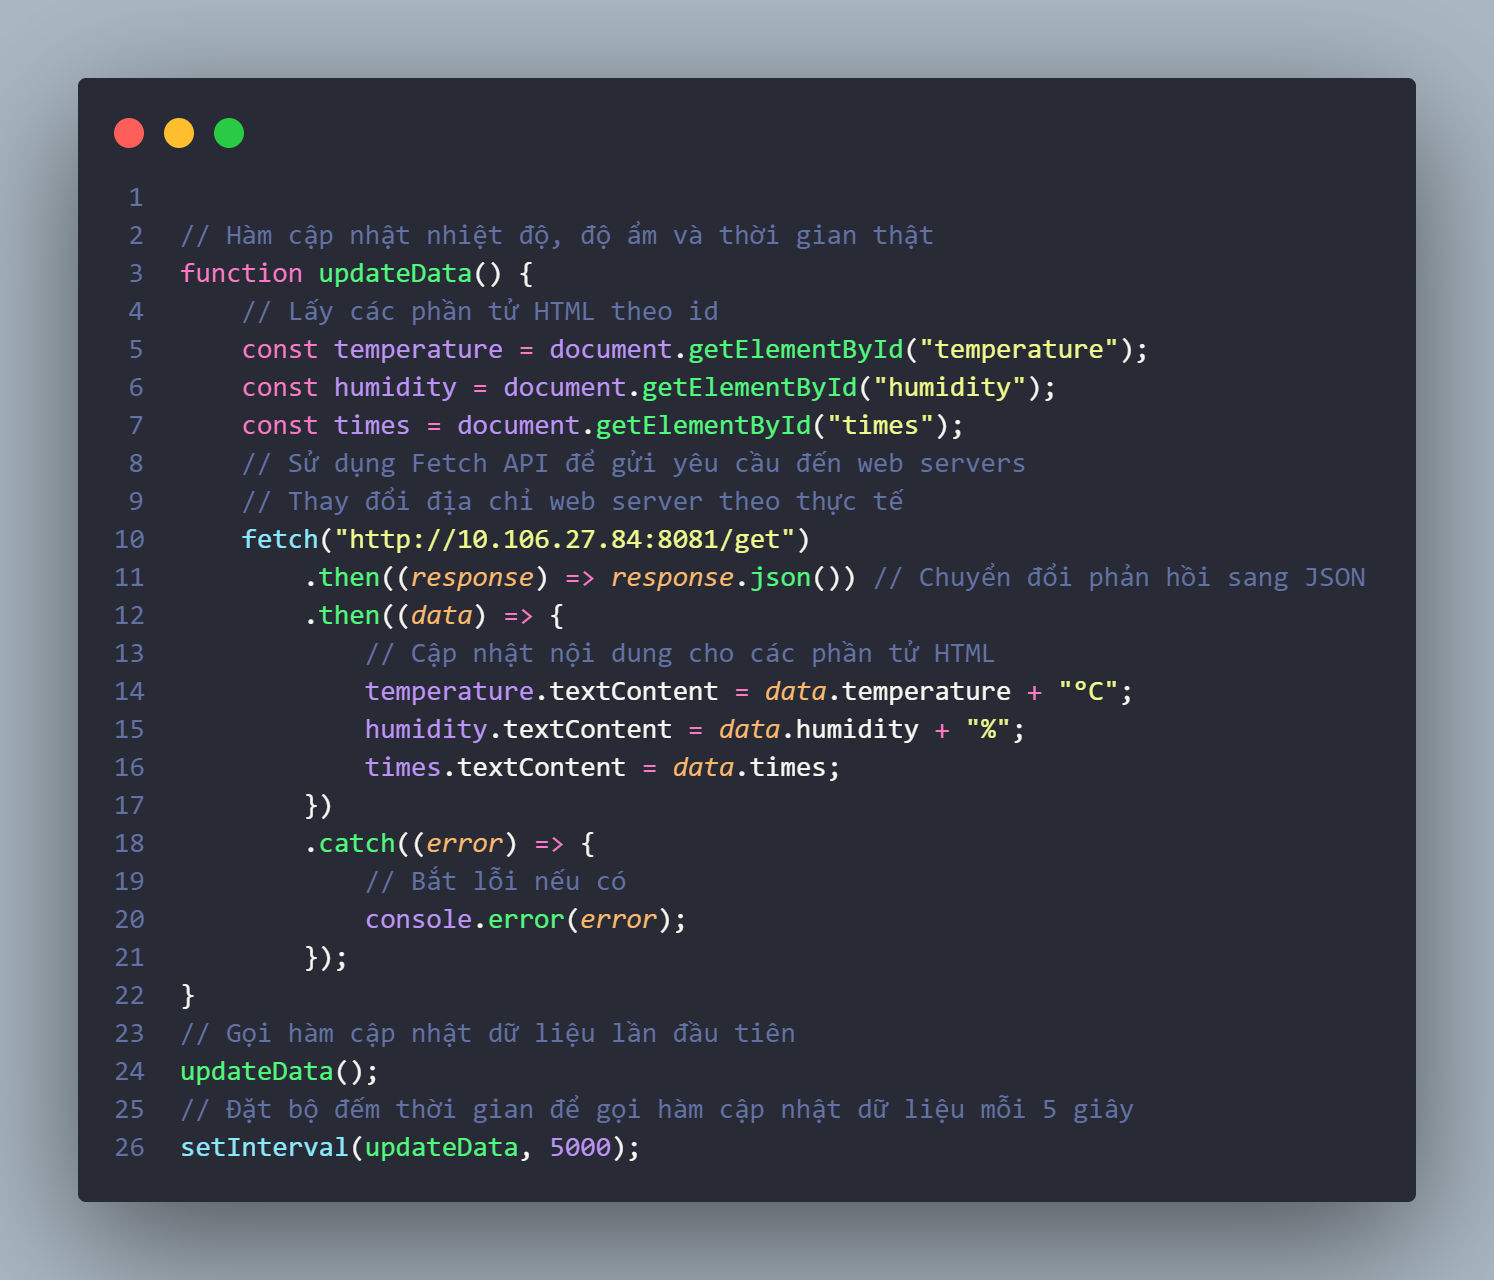 1
2 // Hàm cập nhật nhiệt độ, độ ẩm và thời gian thật
3 function updateData() {
4     // Lấy các phần tử HTML theo id
5     const temperature = document.getElementById("temperature");
6     const humidity = document.getElementById("humidity");
7     const times = document.getElementById("times");
8     // Sử dụng Fetch API để gửi yêu cầu đến web servers
9     // Thay đổi địa chỉ web server theo thực tế
10     fetch("http://10.106.27.84:8081/get")
11         .then((response) => response.json()) // Chuyển đổi phản hồi sang JSON
12         .then((data) => {
13             // Cập nhật nội dung cho các phần tử HTML
14             temperature.textContent = data.temperature + "°C";
15             humidity.textContent = data.humidity + "%";
16             times.textContent = data.times;
17         })
18         .catch((error) => {
19             // Bắt lỗi nếu có
20             console.error(error);
21         });
22 }
23 // Gọi hàm cập nhật dữ liệu lần đầu tiên
24 updateData();
25 // Đặt bộ đếm thời gian để gọi hàm cập nhật dữ liệu mỗi 5 giây
26 setInterval(updateData, 5000);